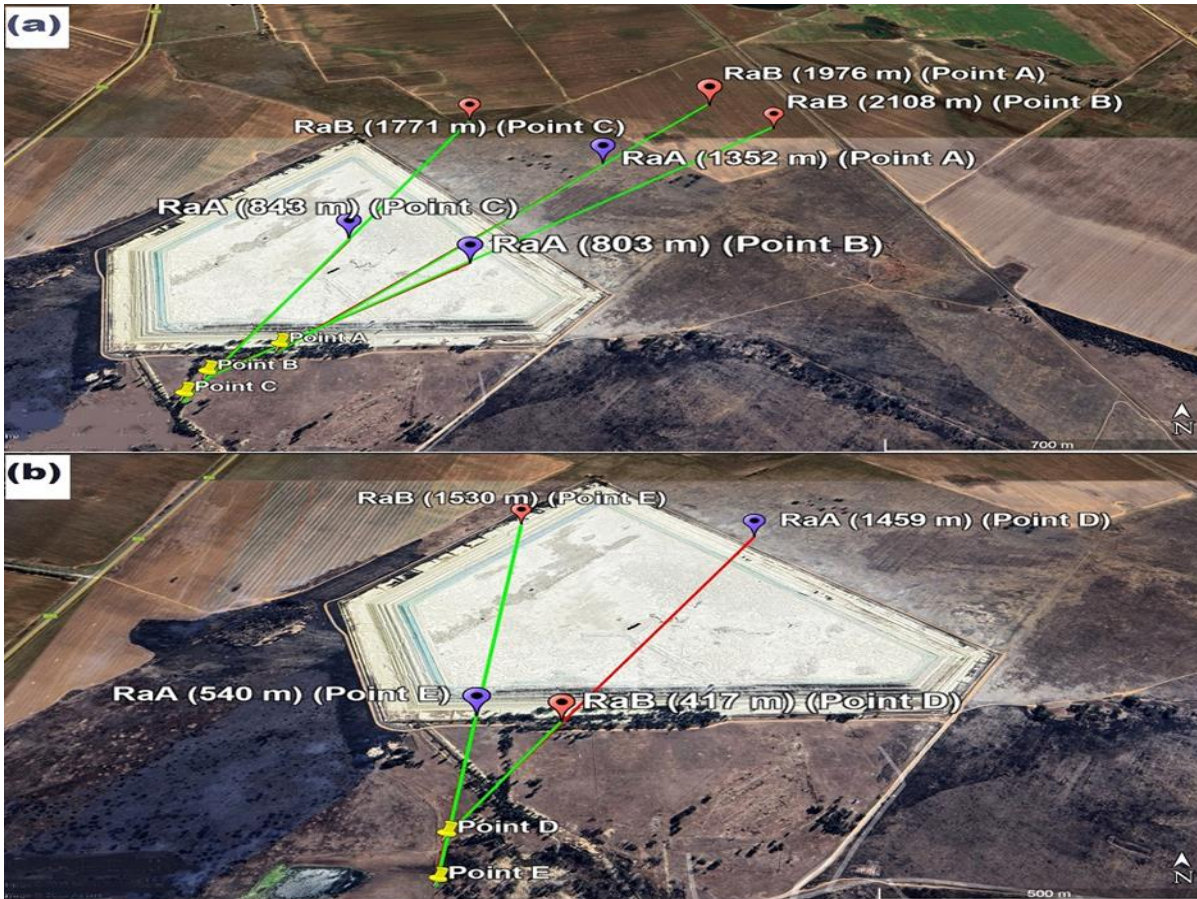 (a)
RaB (1976 m) (Point A)
RaB (2108 m) (Point B)
RaB (1771 m) (Point C)
RaA (1352 m) (Point A)
RaA (843 m) (Point C)
RaA (803 m) (Point B)
Point A
Point B
Point C
N
700 m
(b)
RaB (1530 m) (Point E)
RaA (1459 m) (Point D)
RaA (540 m) (Point E)
RaB (417 m) (Point D)
Point D
Point E
N
500 m